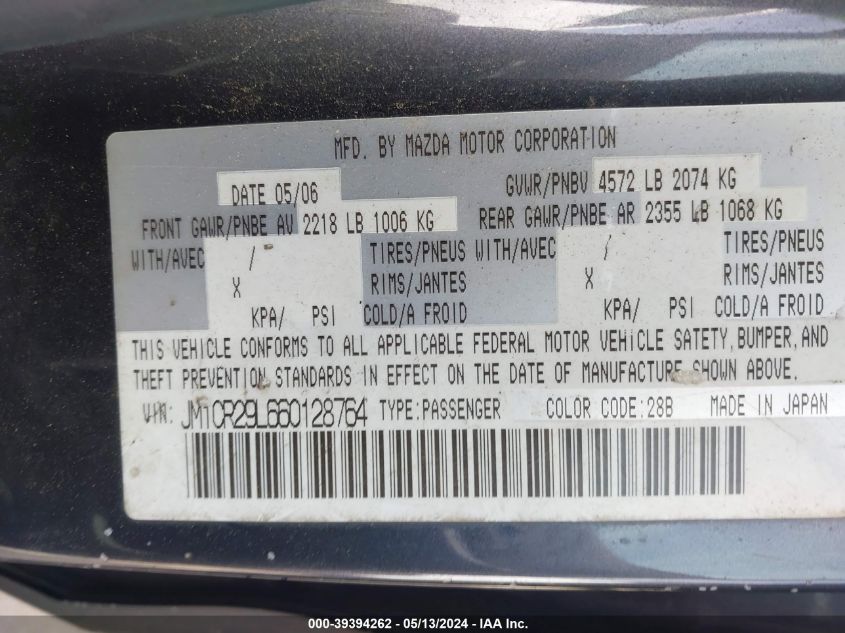 MFD. BY MAZDA MOTOR CORPORATION
DATE 05/06 GVWR/PNBV 4572 LB 2074 KG
FRONT GAWR/PNBE AV 2218 LB 1006 KG REAR GAWR/PNBE AR 2355 LB 1068 KG
WITH/AVEC / TIRES/PNEUS WITH/AVEC / TIRES/PNEUS
X RIMS/JANTES X RIMS/JANTES
KPA/ PSI COLD/A FROID KPA/ PSI COLD/A FROID
THIS VEHICLE CONFORMS TO ALL APPLICABLE FEDERAL MOTOR VEHICLE SAFETY, BUMPER, AND
THEFT PREVENTION STANDARDS IN EFFECT ON THE DATE OF MANUFACTURE SHOWN ABOVE.
VIN: JM1CR29L660128764 TYPE:PASSENGER COLOR CODE:28B MADE IN JAPAN
000-39394262 - 05/13/2024 - IAA Inc.